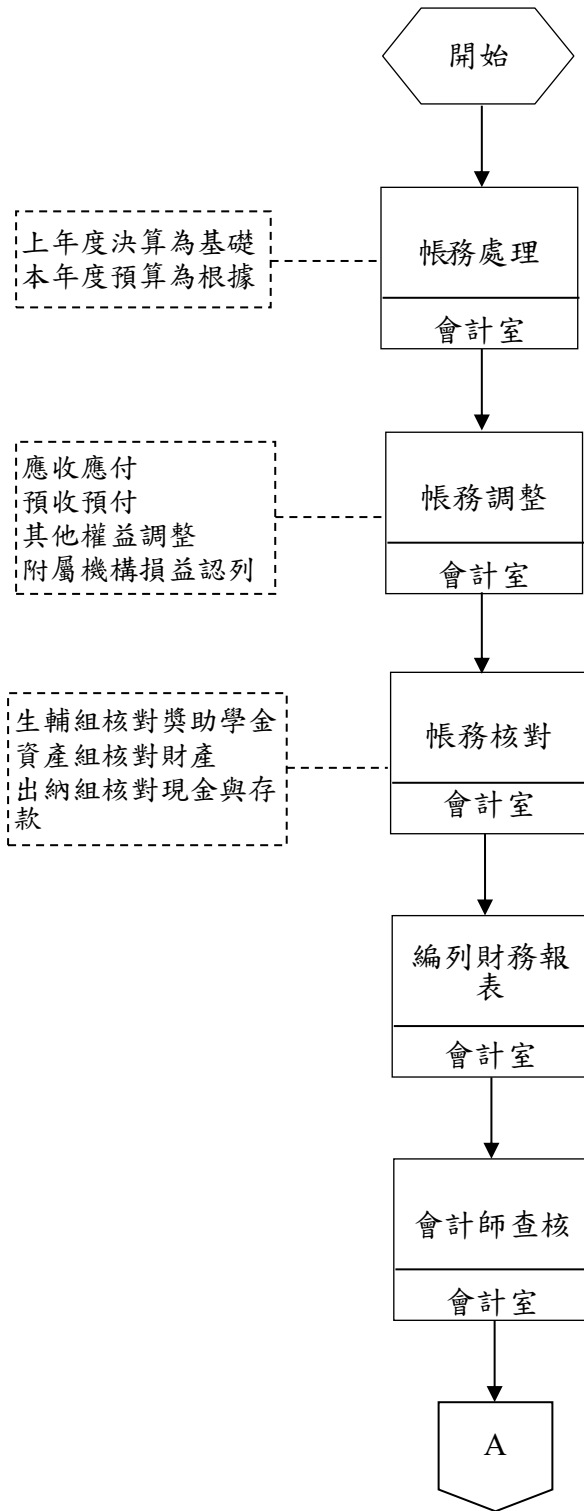 開始
上年度決算為基礎
本年度預算為根據
帳務處理
會計室
應收應付
預收預付
其他權益調整
附屬機構損益認列
帳務調整
會計室
生輔組核對獎助學金
資產組核對財產
出納組核對現金與存
款
帳務核對
會計室
編列財務報
表
會計室
會計師查核
會計室
A